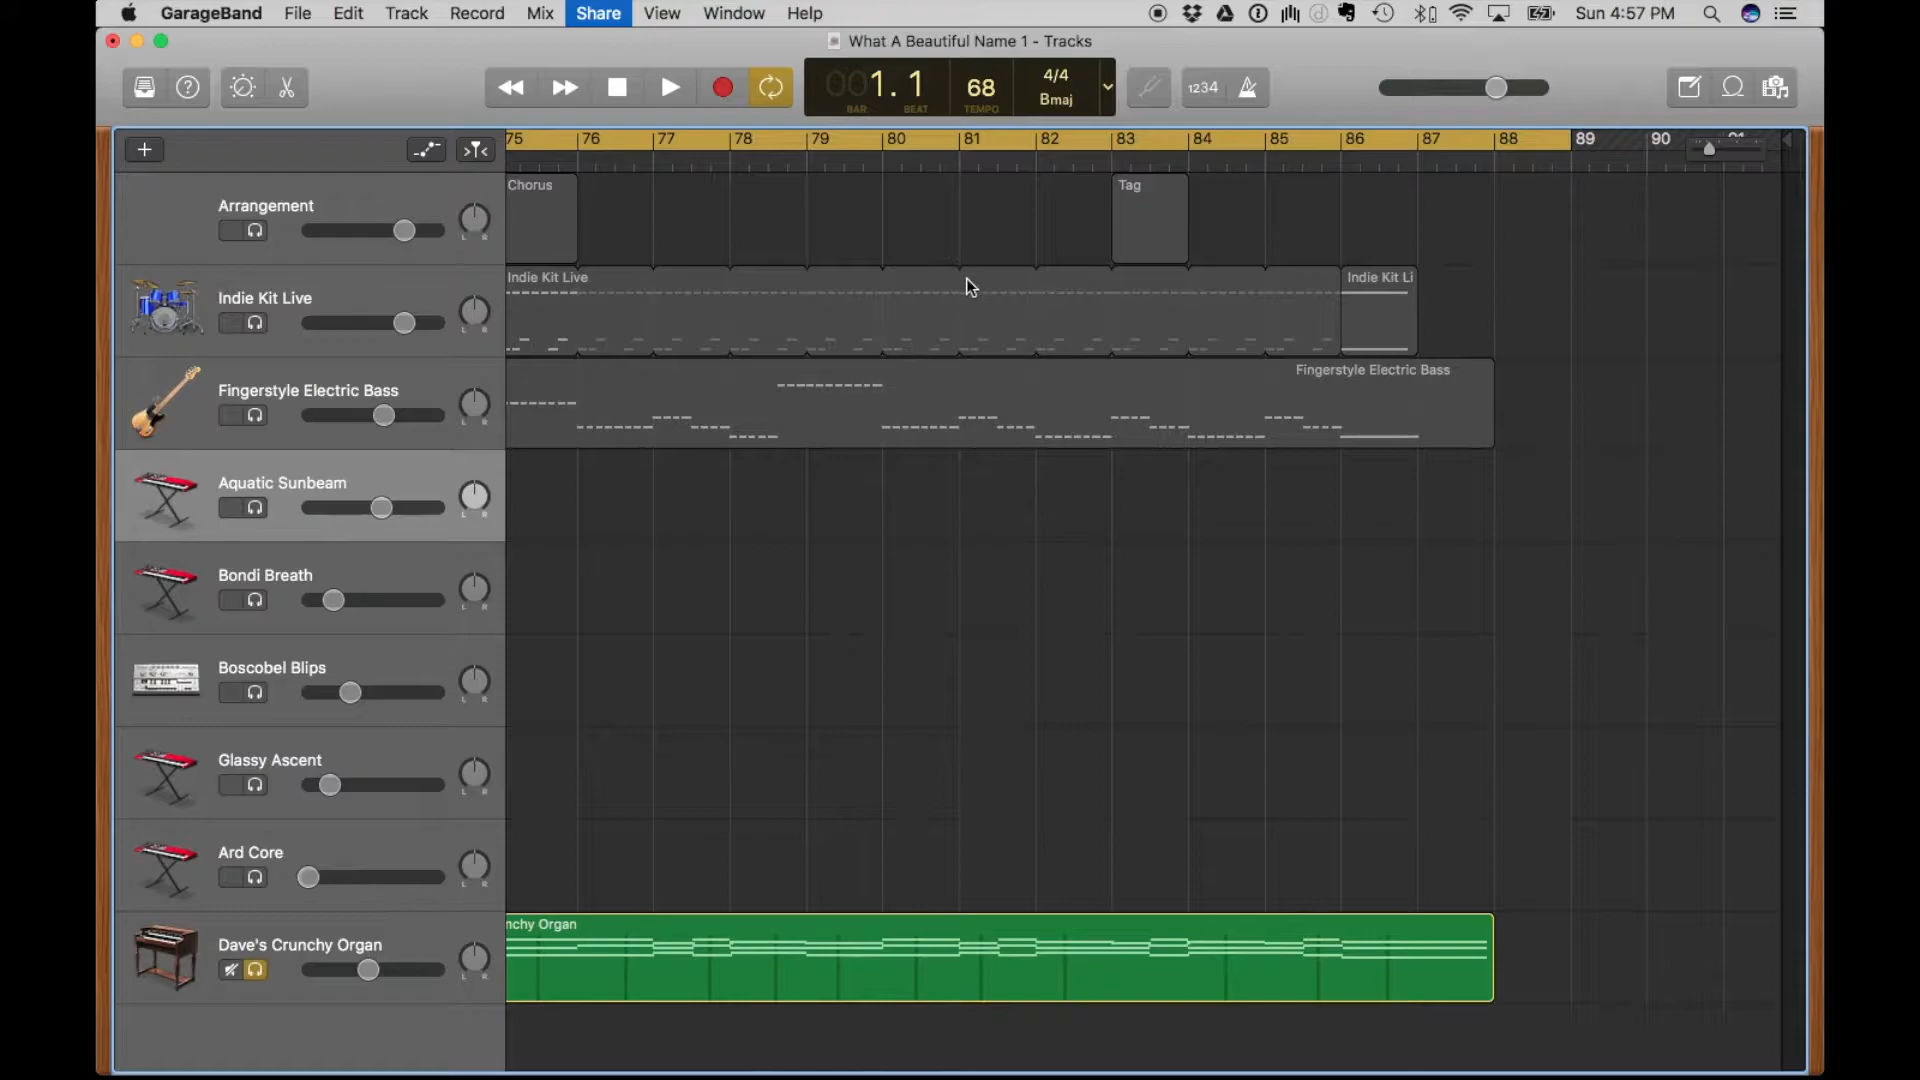 GarageBand File Edit Track Record Mix Share View Window Help Sun 4:57 PM
What A Beautiful Name 1 - Tracks
001.1 68 4/4 1234
Bmaj
BAR BEAT TEMPO
75 76 77 78 79 80 81 82 83 84 85 86 87 88 89 90
Chorus Tag
Arrangement
L R
Indie Kit Live Indie Kit Li
Indie Kit Live
L R
Fingerstyle Electric Bass
Fingerstyle Electric Bass
L R
Aquatic Sunbeam
L R
Bondi Breath
L R
Boscobel Blips
L R
Glassy Ascent
L R
Ard Core
L R
nchy Organ
Dave's Crunchy Organ
L R